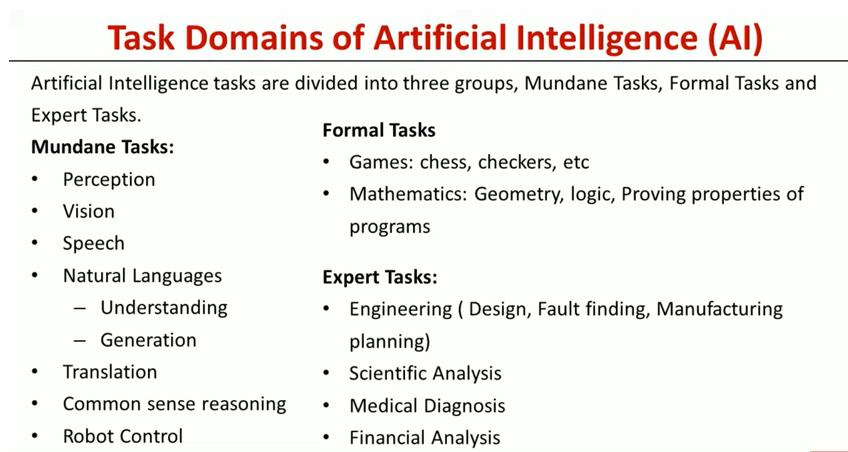 Task Domains of Artificial Intelligence (AI)
Artificial Intelligence tasks are divided into three groups, Mundane Tasks, Formal Tasks and
Expert Tasks.
Mundane Tasks:
• Perception
• Vision
• Speech
• Natural Languages
– Understanding
– Generation
• Translation
• Common sense reasoning
• Robot Control
Formal Tasks
• Games: chess, checkers, etc
• Mathematics: Geometry, logic, Proving properties of
programs
Expert Tasks:
• Engineering ( Design, Fault finding, Manufacturing
planning)
• Scientific Analysis
• Medical Diagnosis
• Financial Analysis